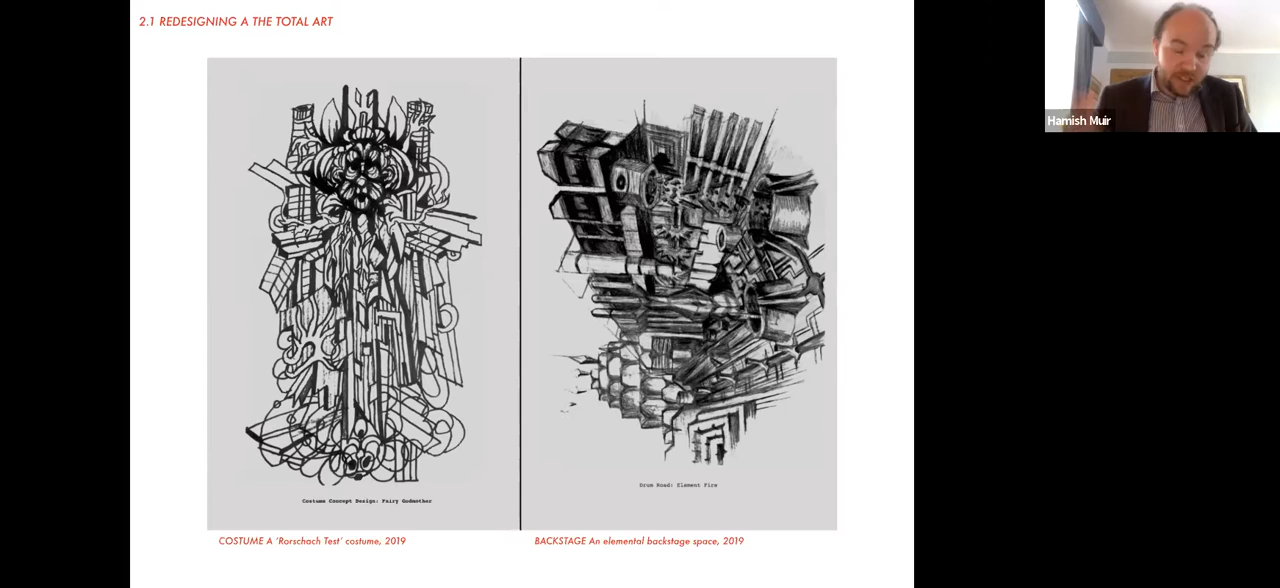 2.1 REDESIGNING A THE TOTAL ART
Hamish Muir
Costume Concept Design: Fairy Godmother
Drum Road: Element Fire
COSTUME A 'Rorschach Test' costume, 2019
BACKSTAGE An elemental backstage space, 2019